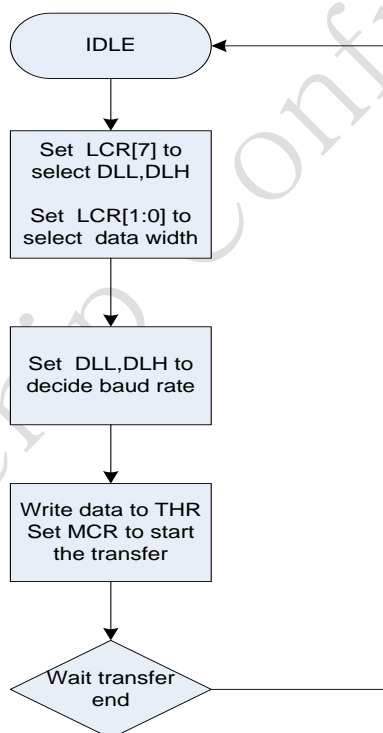 IDLE
Set LCR[7] to
select DLL,DLH
Set LCR[1:0] to
select data width
Set DLL,DLH to
decide baud rate
Write data to THR
Set MCR to start
the transfer
Wait transfer
end